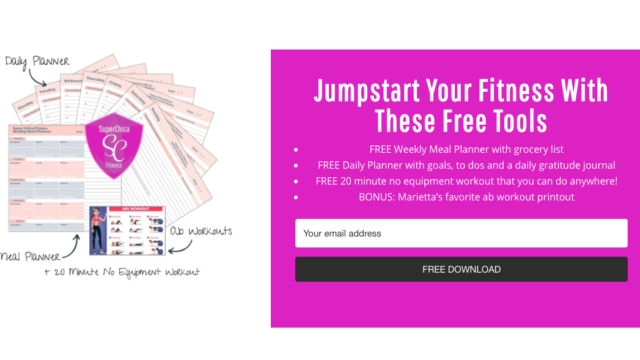 Daily Planner
SuperChica
SC
Fitness
AB WORKOUT
Ab Workouts
Meal Planner
+ 20 Minute No Equipment Workout
Jumpstart Your Fitness With
These Free Tools
FREE Weekly Meal Planner with grocery list
FREE Daily Planner with goals, to dos and a daily gratitude journal
FREE 20 minute no equipment workout that you can do anywhere!
BONUS: Marietta's favorite ab workout printout
Your email address
FREE DOWNLOAD